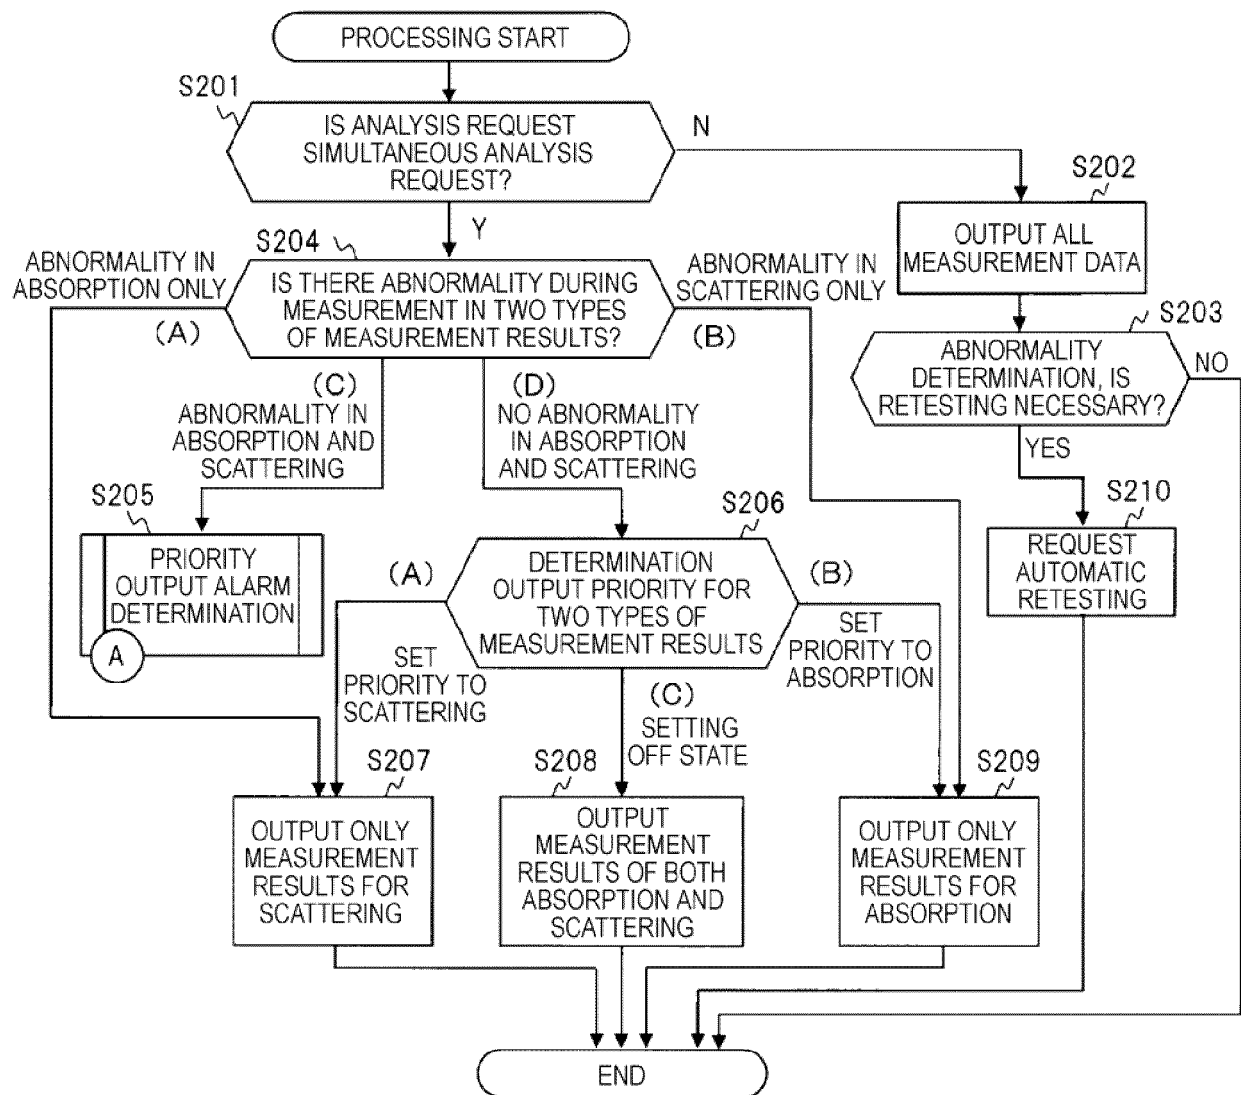 PROCESSING START
S201
IS ANALYSIS REQUEST
SIMULTANEOUS ANALYSIS
REQUEST?
N
Y
S202
OUTPUT ALL
MEASUREMENT DATA
S203
ABNORMALITY
DETERMINATION, IS
RETESTING NECESSARY?
NO
YES
S210
REQUEST
AUTOMATIC
RETESTING
S204
IS THERE ABNORMALITY DURING
MEASUREMENT IN TWO TYPES
OF MEASUREMENT RESULTS?
ABNORMALITY IN
ABSORPTION ONLY
(A)
ABNORMALITY IN
SCATTERING ONLY
(B)
(C)
ABNORMALITY IN
ABSORPTION AND
SCATTERING
(D)
NO ABNORMALITY
IN ABSORPTION
AND SCATTERING
S205
PRIORITY
OUTPUT ALARM
DETERMINATION
A
S206
DETERMINATION
OUTPUT PRIORITY FOR
TWO TYPES OF
MEASUREMENT RESULTS
(A)
SET
PRIORITY TO
SCATTERING
(B)
SET
PRIORITY TO
ABSORPTION
(C)
SETTING
OFF STATE
S207
OUTPUT ONLY
MEASUREMENT
RESULTS FOR
SCATTERING
S208
OUTPUT
MEASUREMENT
RESULTS OF BOTH
ABSORPTION AND
SCATTERING
S209
OUTPUT ONLY
MEASUREMENT
RESULTS FOR
ABSORPTION
END